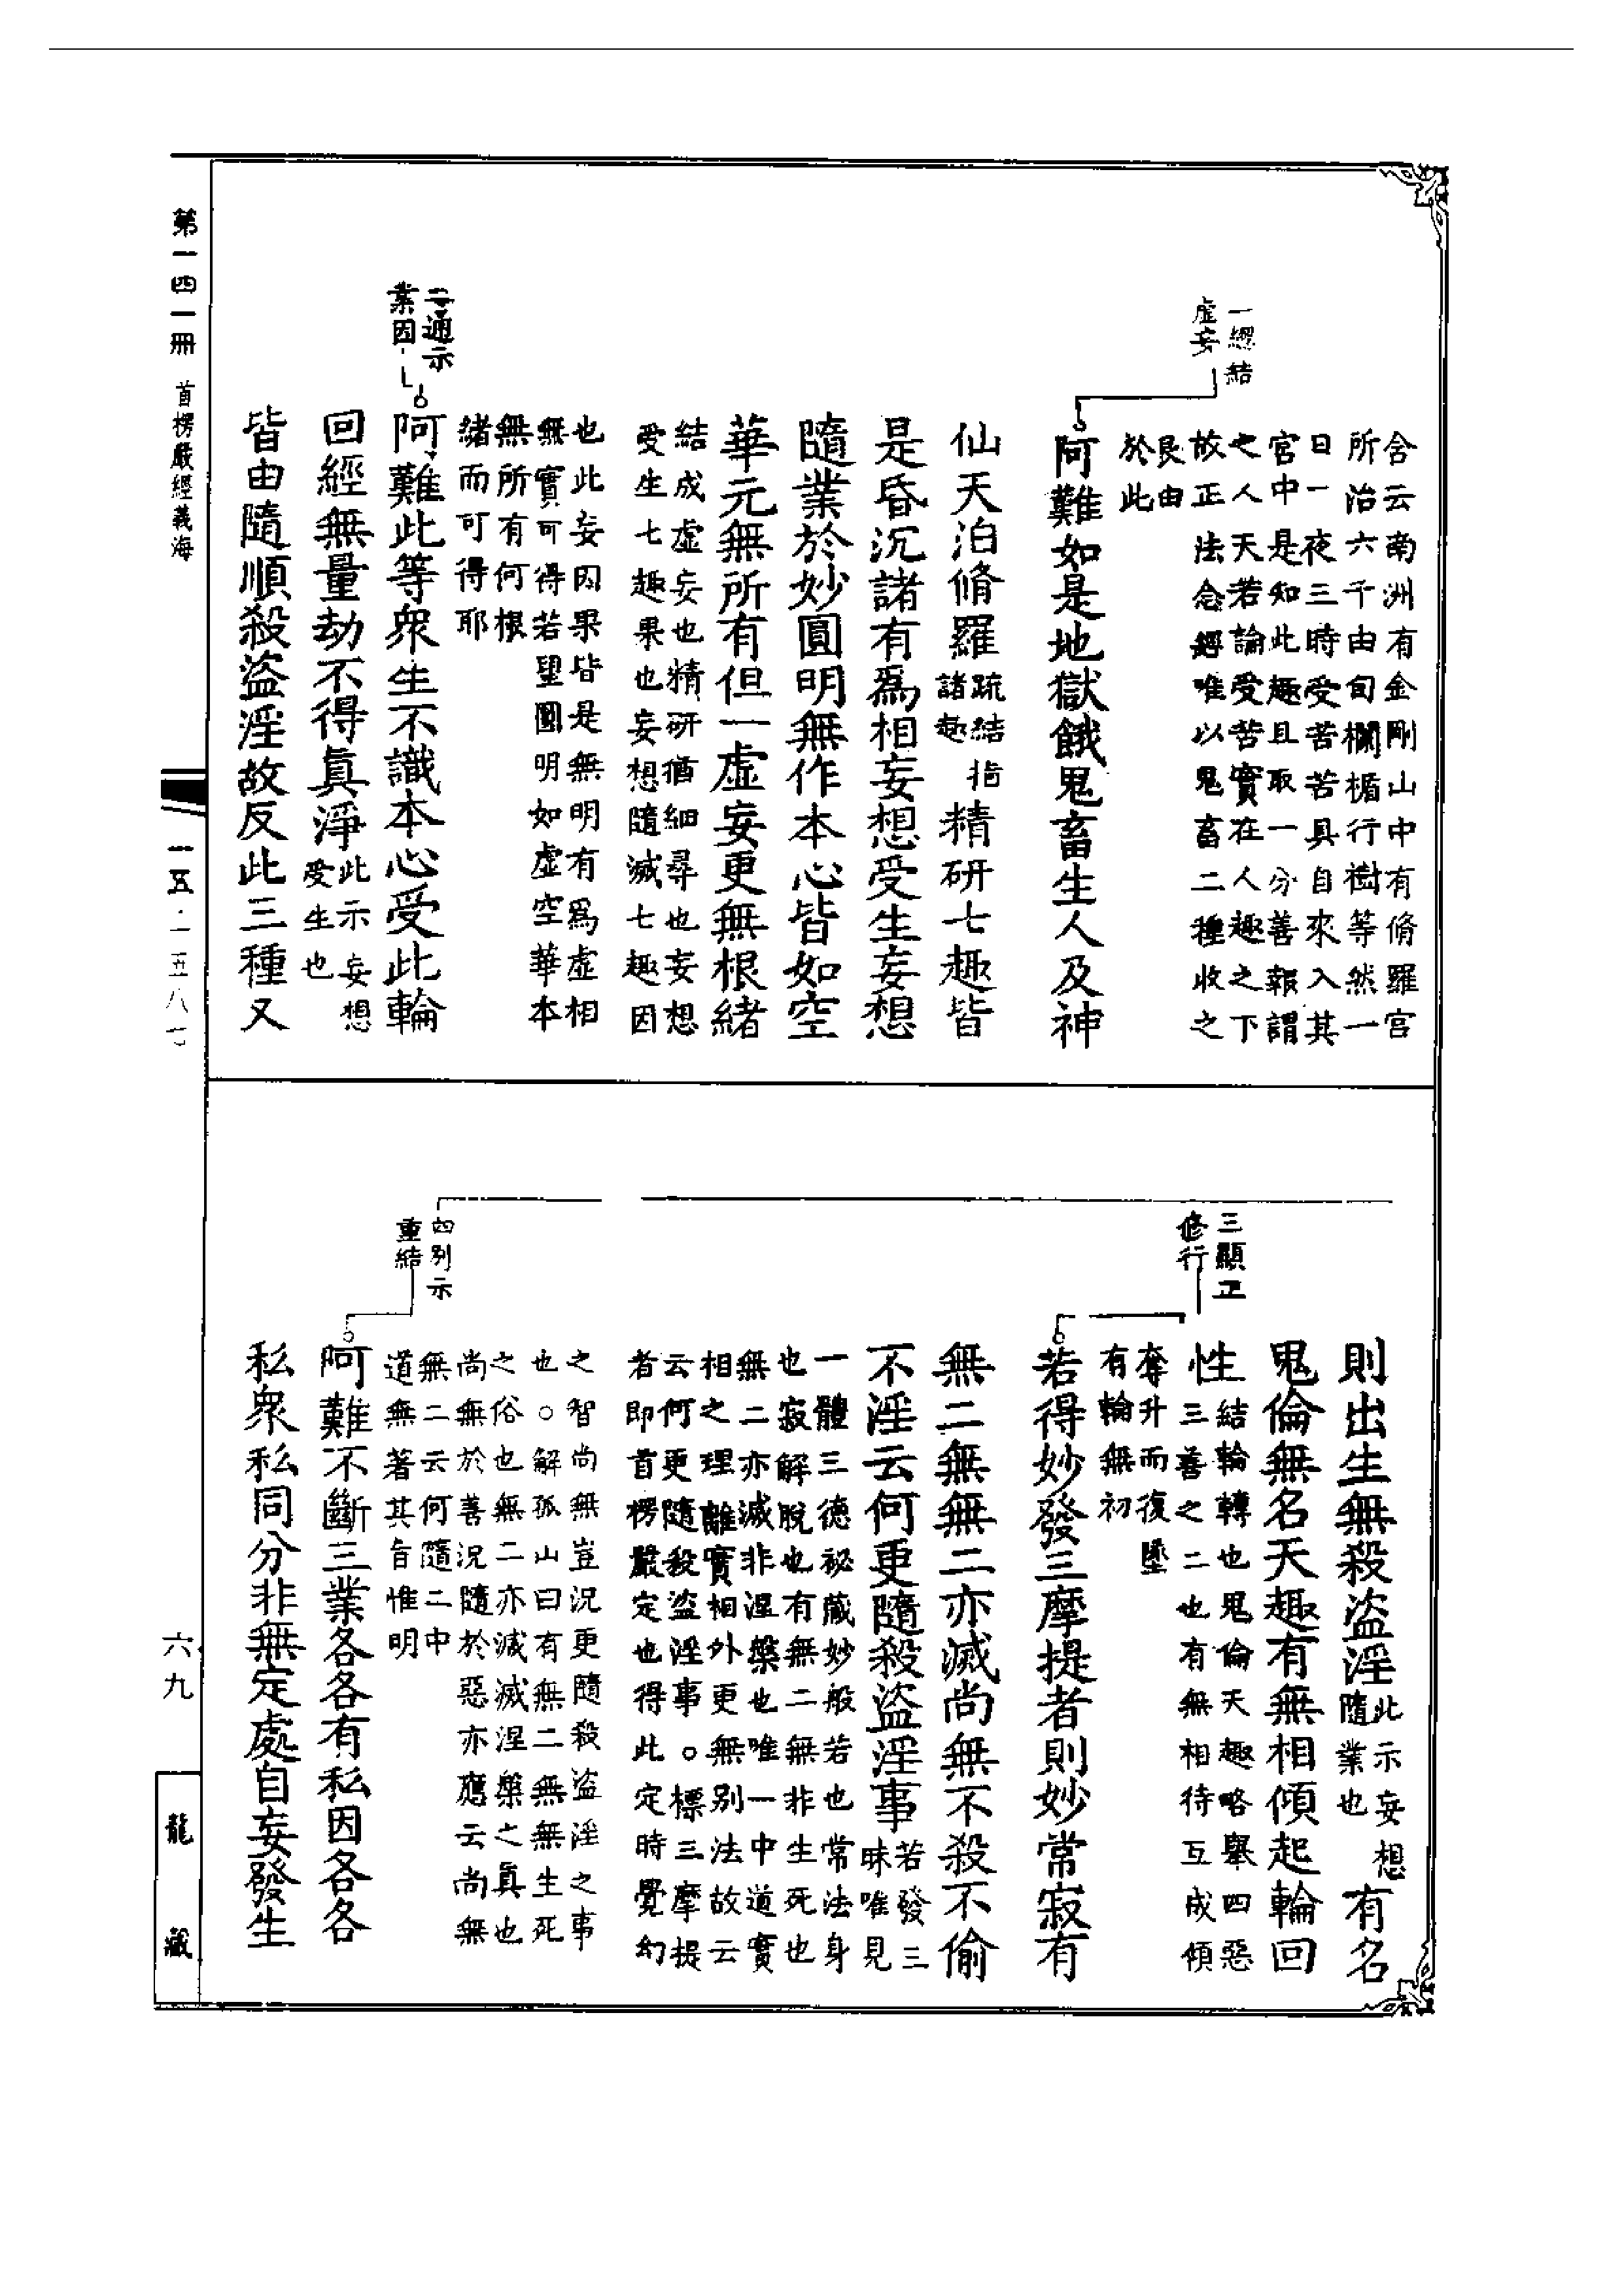 含云南洲有金剛山中有脩羅宮
所治六千由旬欄楯行樹等然一
日一夜三時受苦苦具自來入其
宮中是知此趣且取一分善報謂
之人天若論受苦實在人趣之下
故正法念經唯以鬼畜二種收之
良由
於此
一總結
虛妄
阿難如是地獄餓鬼畜生人及神
仙天洎脩羅疏結指
諸趣
精研七趣皆
是昏沉諸有為相妄想受生妄想
隨業於妙圓明無作本心皆如空
華元無所有但一虛妄更無根緒
結成虛妄也精研猶細尋也妄想
受生七趣果也妄想隨滅七趣因
也此妄因果皆是無明有為虛相
無實可得若望圓明如虛空華本
無所有何根
緒而可得耶
二通示
業因
阿難此等眾生不識本心受此輪
回經無量劫不得真淨此示妄想
受生也
皆由隨順殺盜淫故反此三種又
則出生無殺盜淫此示妄想
隨業也
有名
鬼倫無名天趣有無相傾起輪回
性結輪轉也鬼倫天趣略舉四惡
三善之二也有無相待互成傾
奪升而復墜
有輪無初
三顯正
修行
若得妙發三摩提者則妙常寂有
無二無無二亦滅尚無不殺不偷
不淫云何更隨殺盜淫事若發三
昧唯見
一體三德祕藏妙般若也常法身
也寂解脫也有無二無非生死也
無二亦滅非涅槃也唯一中道實
相之理離實相外更無別法故云
云何更隨殺盜淫事。標三摩提
者即首楞嚴定也得此定時覺幻
之智尚無豈況更隨殺盜淫之事
也。解孤山曰有無二無無生死
之俗也無二亦滅滅涅槃之真也
尚無於善況隨於惡亦應云尚無
無二云何隨二中
道無著其旨惟明
四別示
重結
阿難不斷三業各各有私因各各
私眾私同分非無定處自妄發生
第一四一冊 首楞嚴經義海
一五·一五八七
六九
龍藏